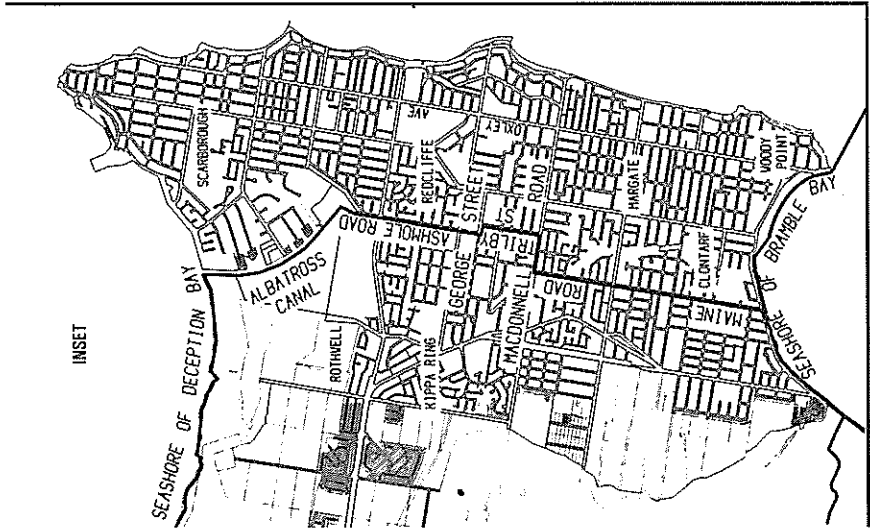 INSET
SEASHORE OF DECEPTION BAY
ALBATROSS
CANAL
SCARBOROUGH
ROTHWELL
KIPPA RING
ASHMOLE ROAD
REDCLIFFE
OXLEY
AVE
GEORGE STREET
TRILBY ST
MACDONNELL ROAD
MARGATE
MAINE ROAD
CLONTARF
WOODY
POINT
SEASHORE OF BRAMBLE BAY